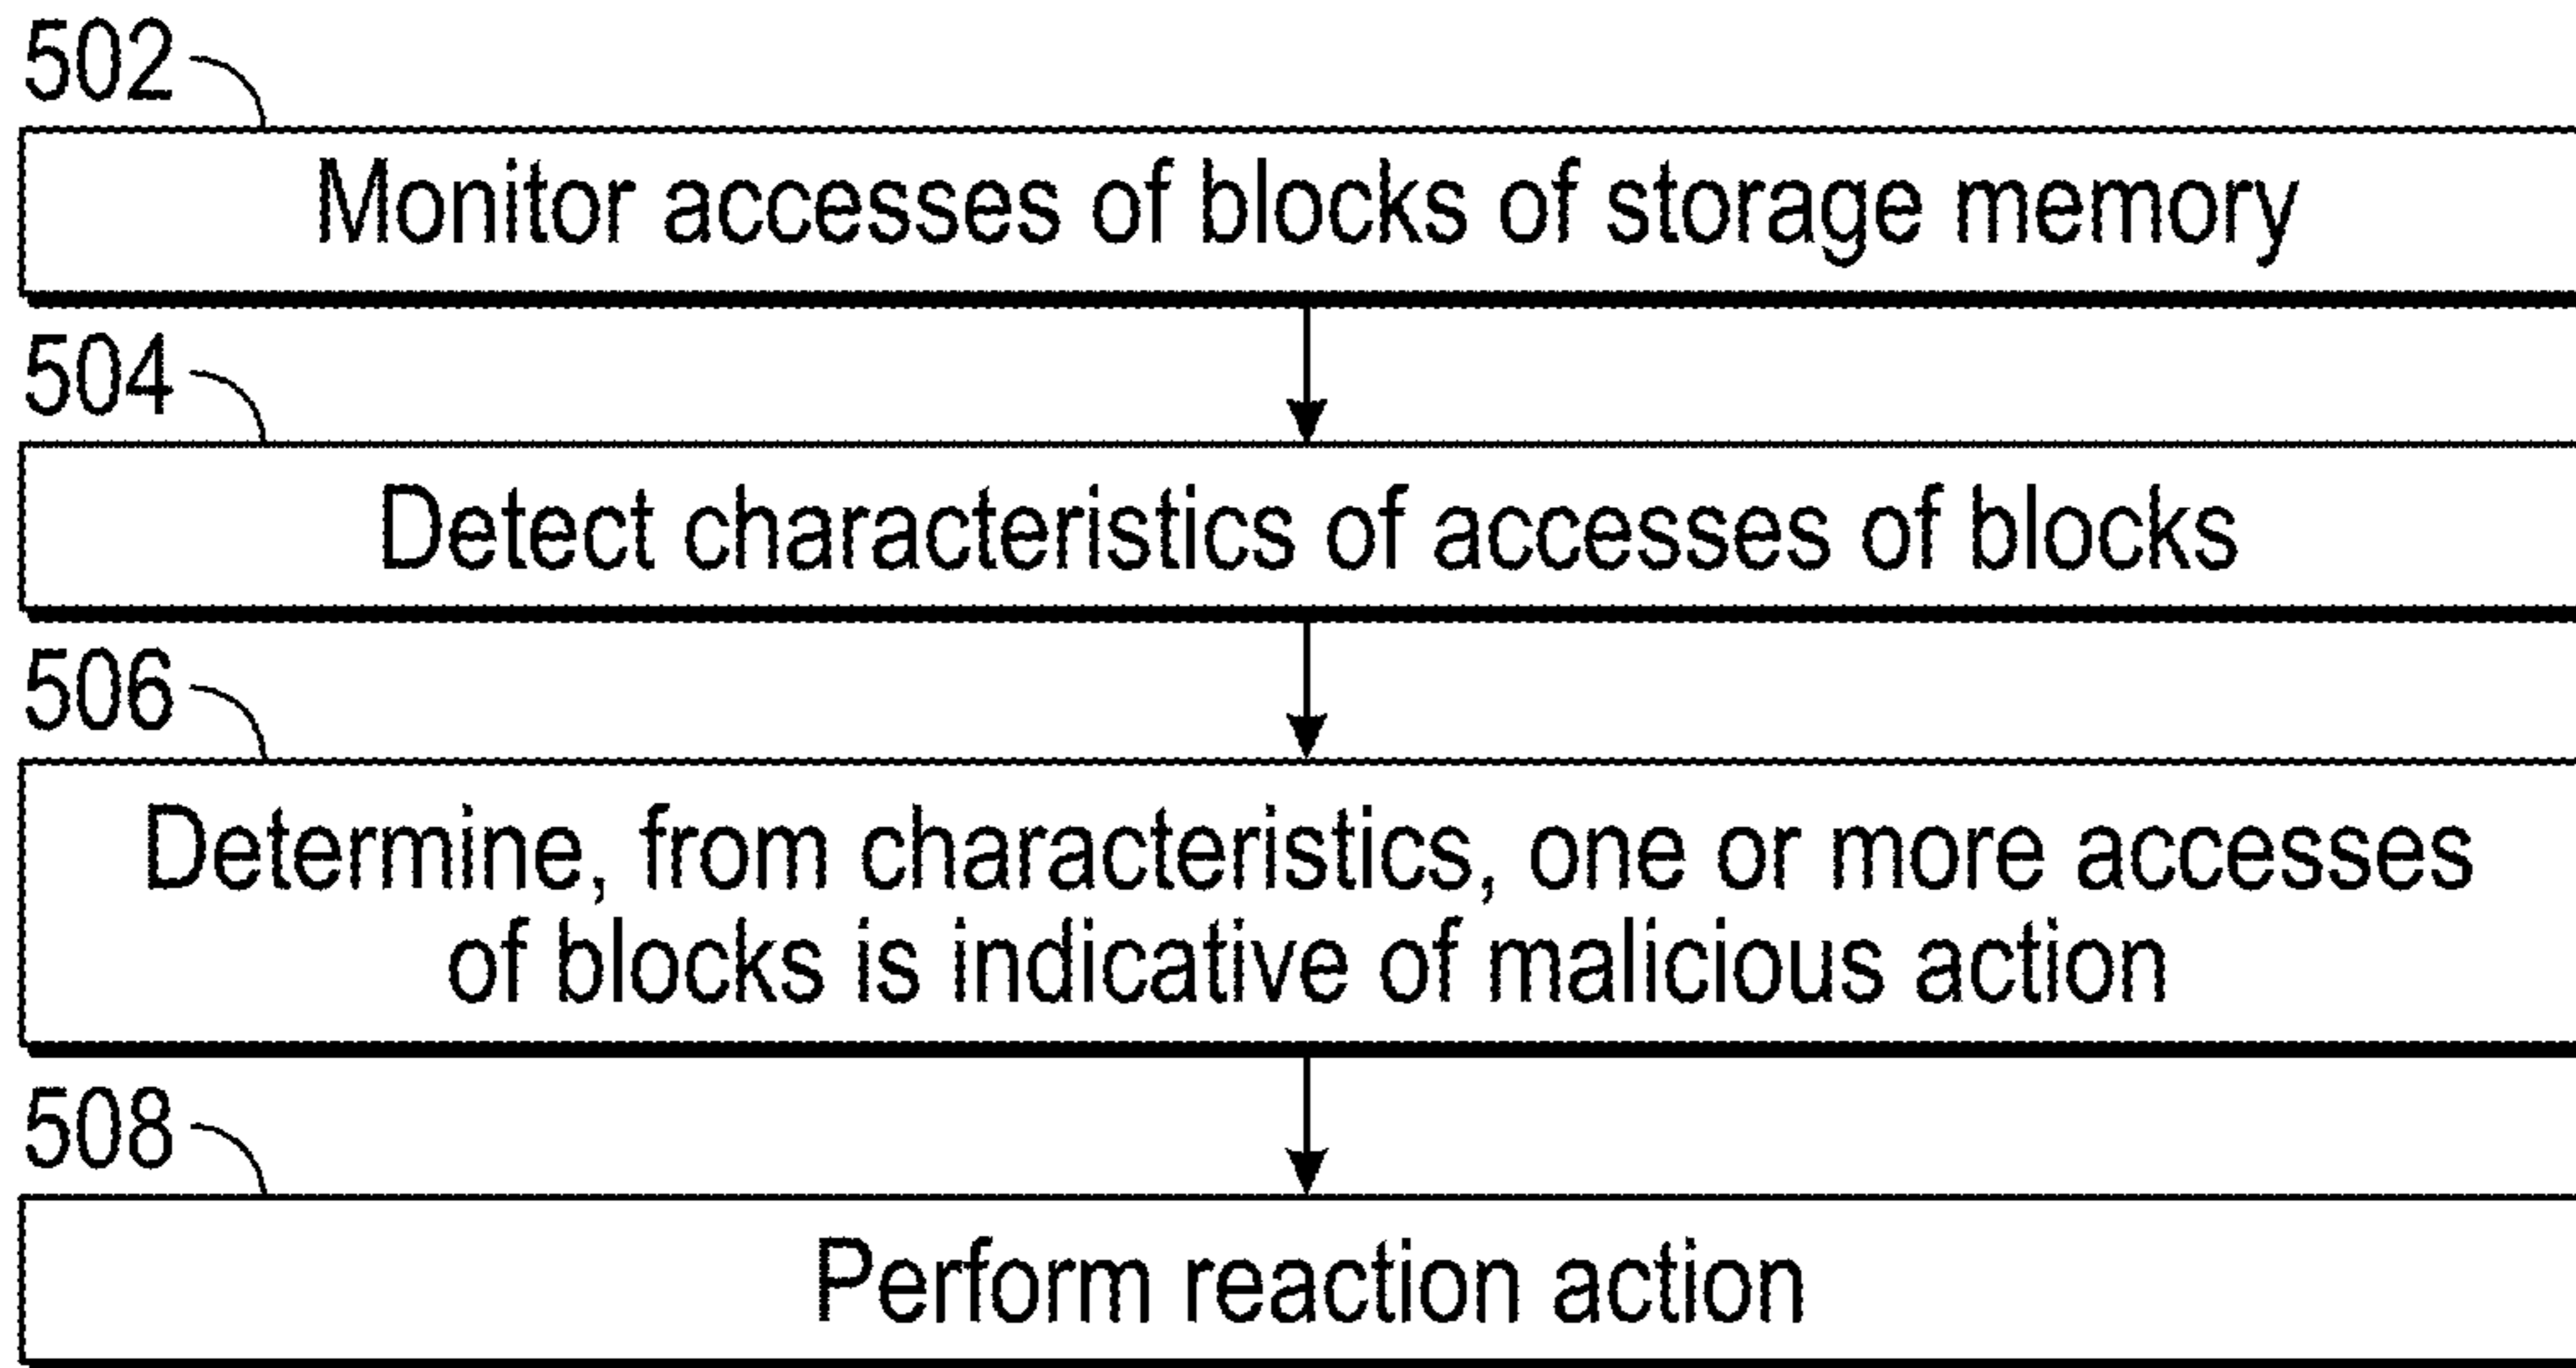 502
Monitor accesses of blocks of storage memory
504
Detect characteristics of accesses of blocks
506
Determine, from characteristics, one or more accesses
of blocks is indicative of malicious action
508
Perform reaction action